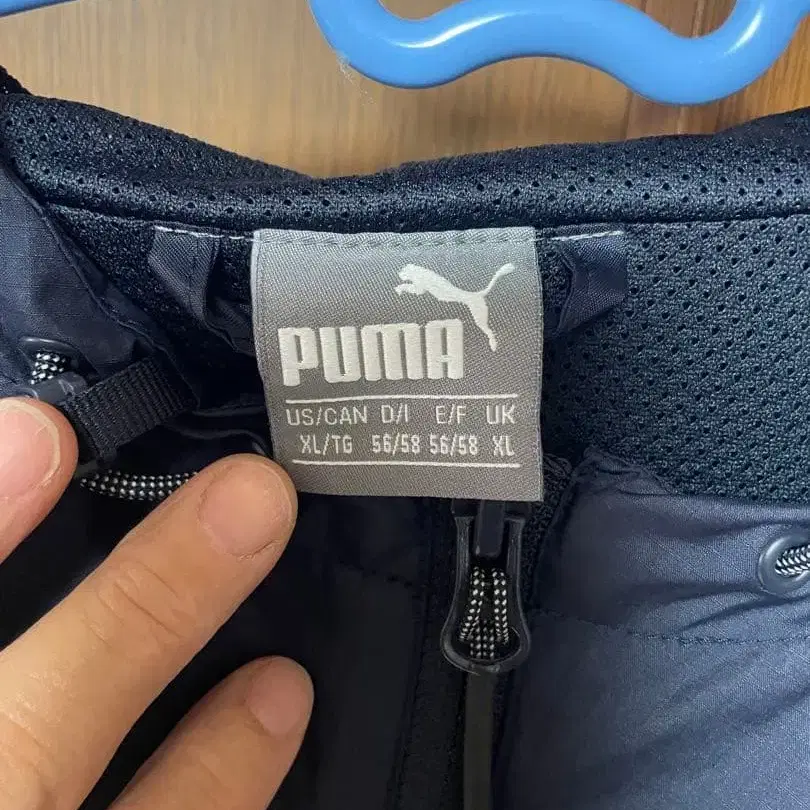 PUMA
US/CAN D/I E/F UK
XL/TG 56/58 56/58 XL